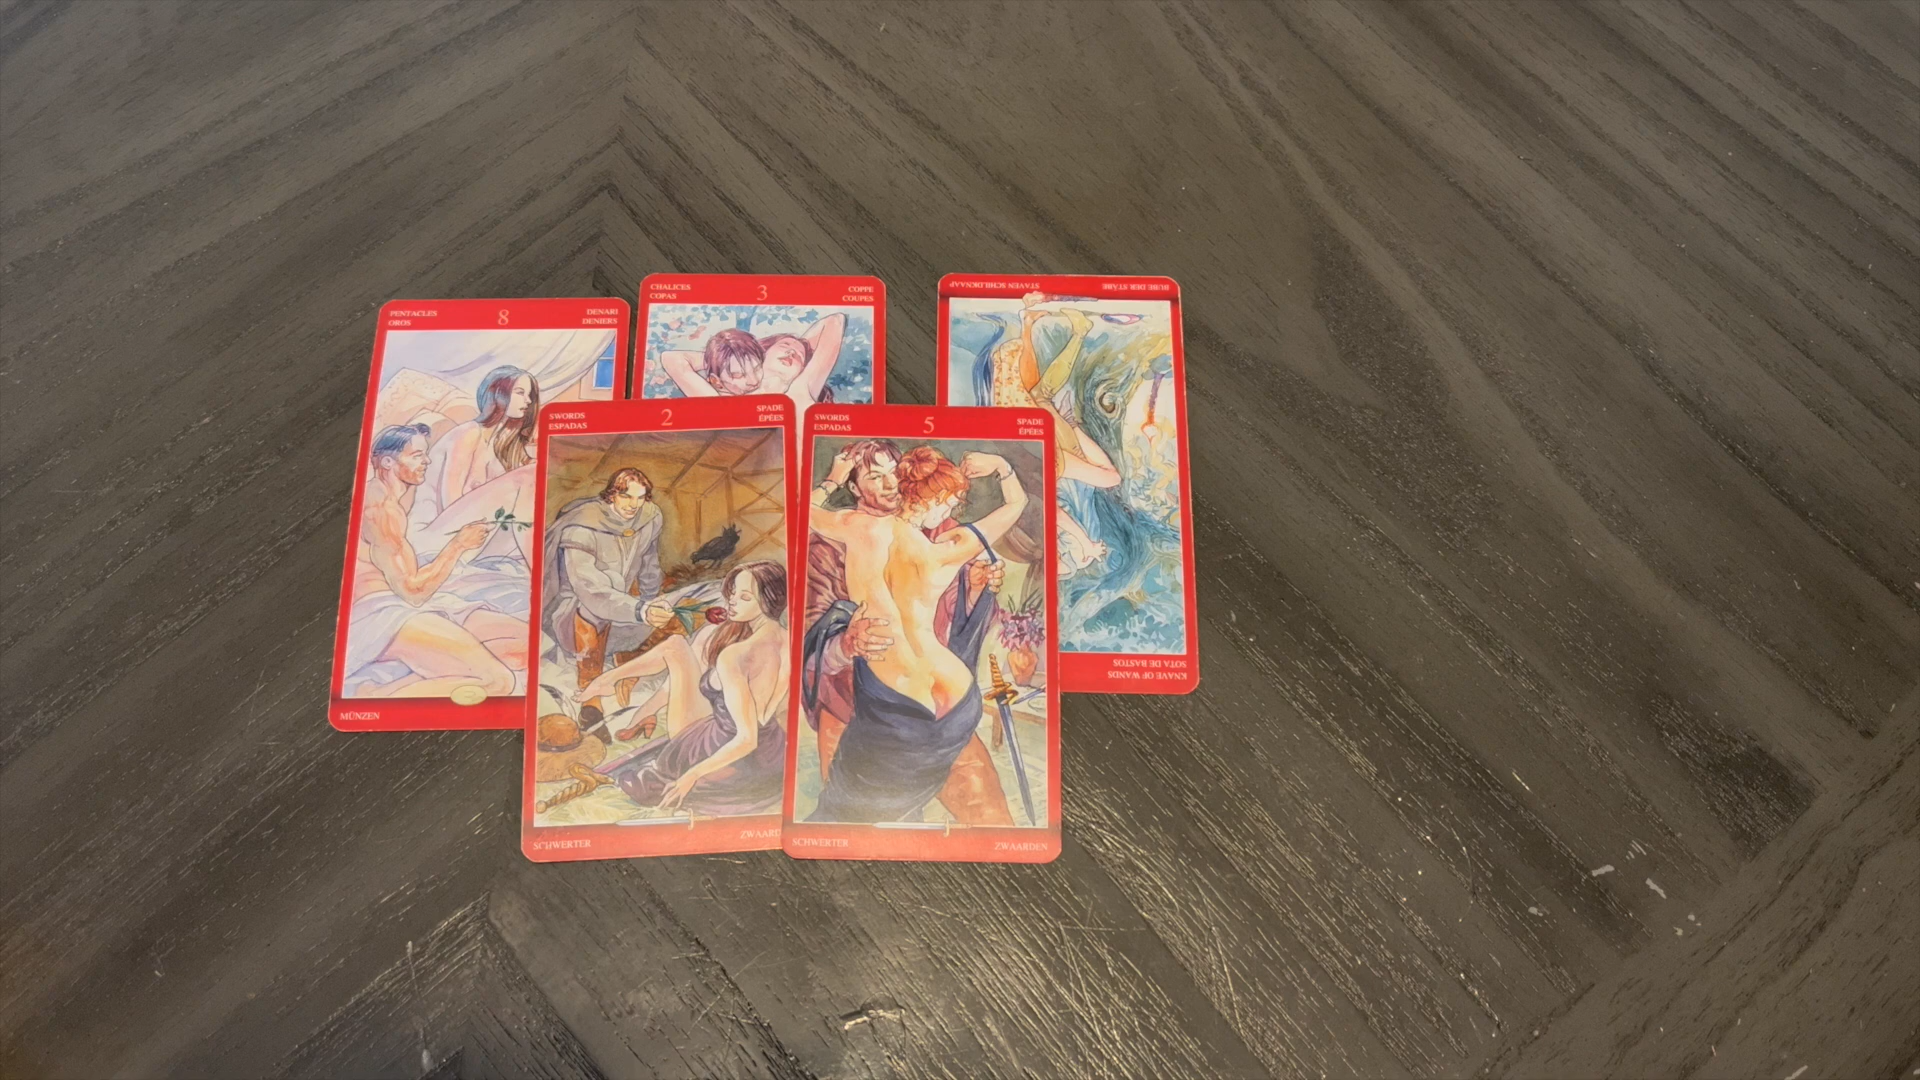 PENTACLES 8 DENARI
OROS DENIERS
MÜNZEN
CHALICES 3 COPPE
COPAS COUPES
KNAVE OF WANDS
SOTA DE BASTOS
BUBE DER STÄBE STAVEN SCHILDKNAAP
SWORDS 2 SPADE
ESPADAS ÉPÉES
SCHWERTER ZWAARD
SWORDS 5 SPADE
ESPADAS ÉPÉES
SCHWERTER ZWAARDEN